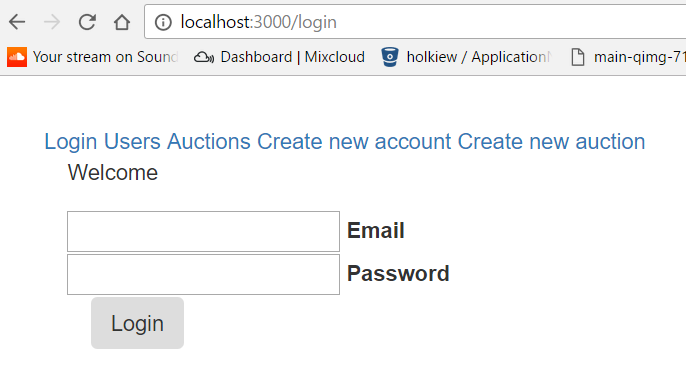 localhost:3000/login
Your stream on Sound Dashboard | Mixcloud holkiew / Application main-qimg-71
Login Users Auctions Create new account Create new auction
Welcome
Email
Password
Login